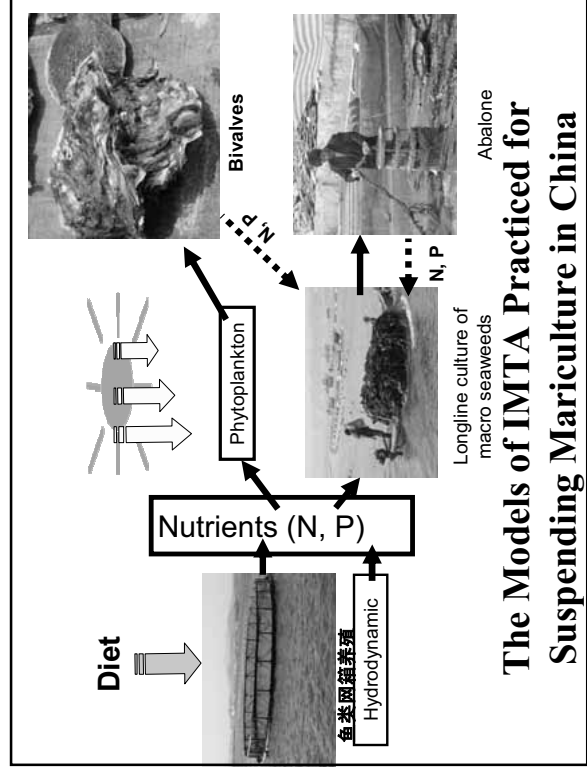 Diet
鱼类网箱养殖
Hydrodynamic
Nutrients (N, P)
Phytoplankton
Bivalves
N, P
Longline culture of
macro seaweeds
N, P
Abalone
The Models of IMTA Practiced for
Suspending Mariculture in China